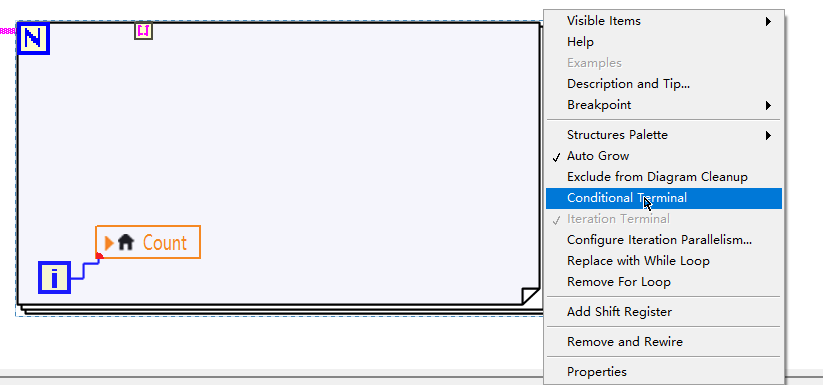 N
Count
i
Visible Items
Help
Examples
Description and Tip...
Breakpoint
Structures Palette
Auto Grow
Exclude from Diagram Cleanup
Conditional Terminal
Iteration Terminal
Configure Iteration Parallelism...
Replace with While Loop
Remove For Loop
Add Shift Register
Remove and Rewire
Properties